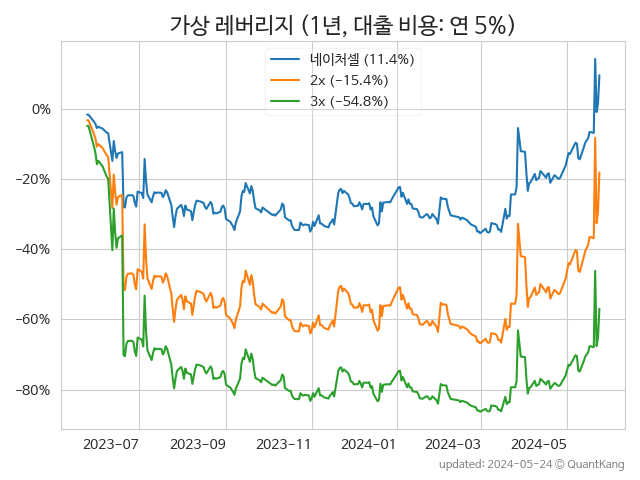 가상 레버리지 (1년, 대출 비용: 연 5%)
네이처셀 (11.4%)
2x (−15.4%)
3x (−54.8%)
0%
−20%
−40%
−60%
−80%
2023−07 2023−09 2023−11 2024−01 2024−03 2024−05
updated: 2024−05−24 © QuantKang